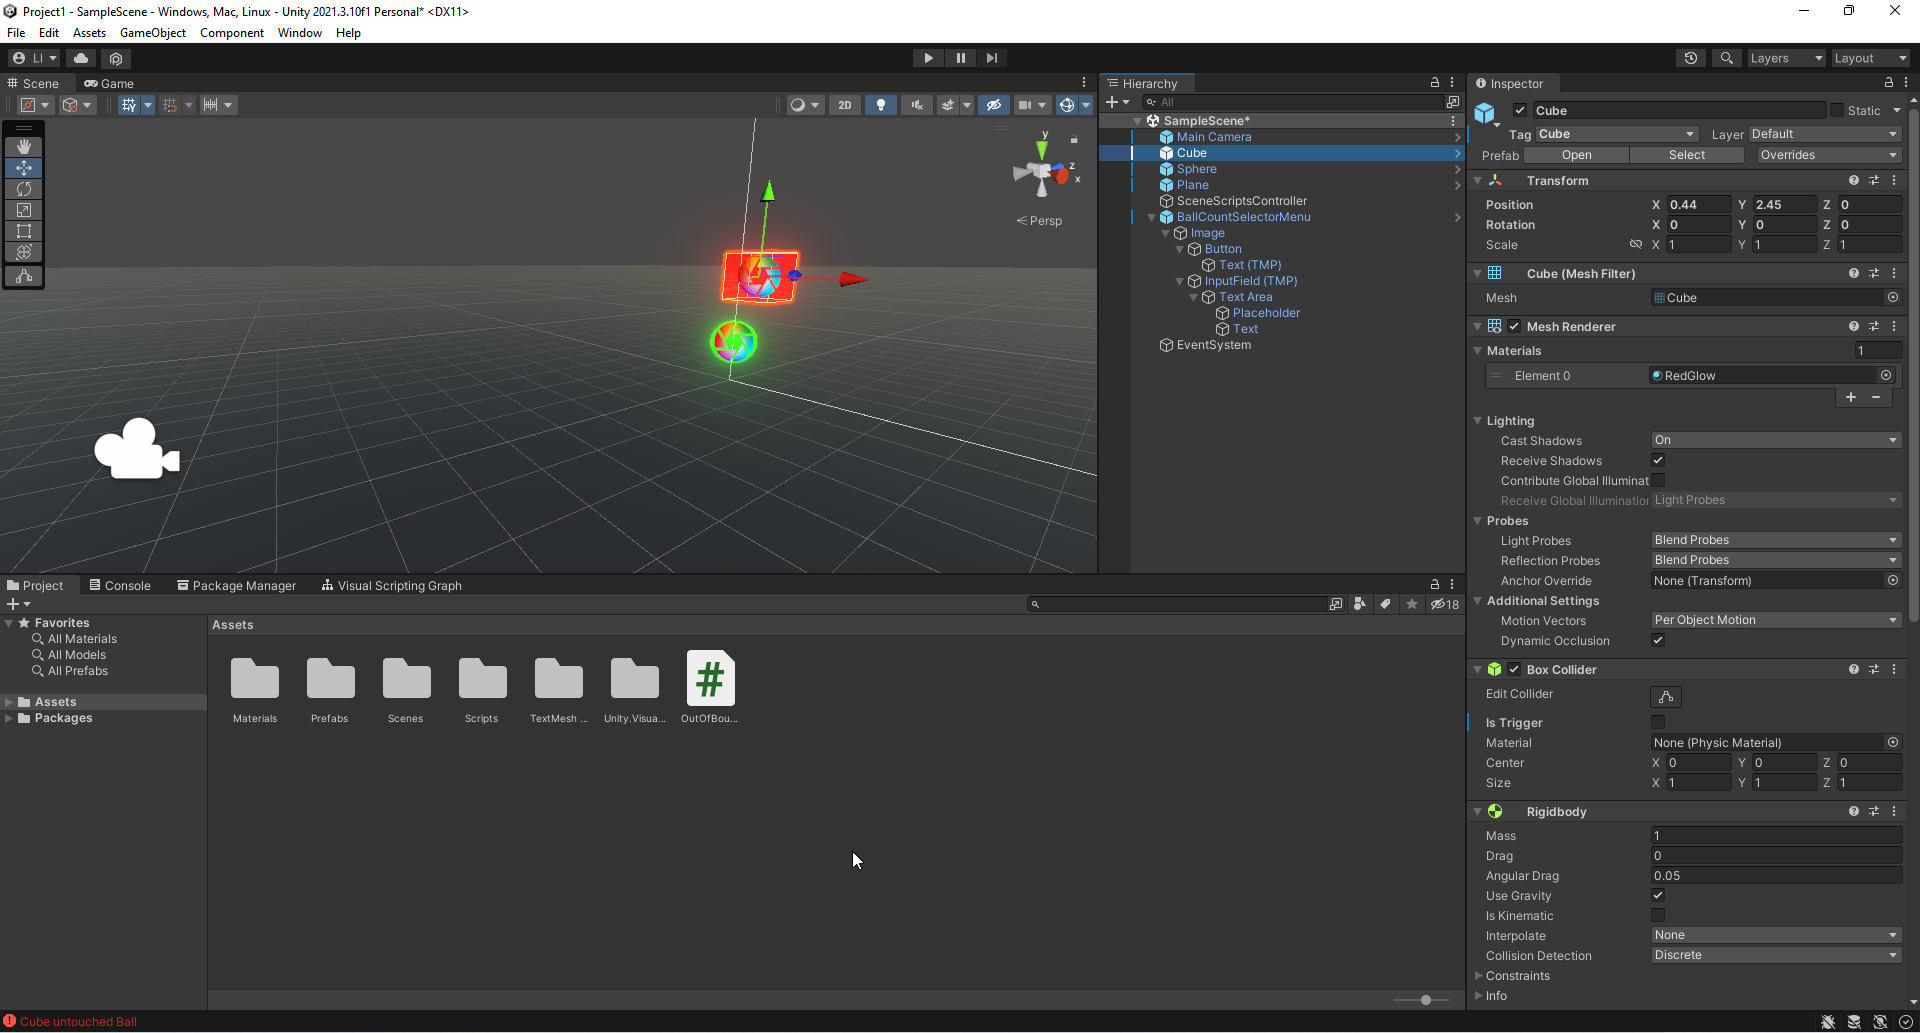 Project1 - SampleScene - Windows, Mac, Linux - Unity 2021.3.10f1 Personal* <DX11>
File Edit Assets GameObject Component Window Help
LI
Layers Layout
Scene Game
2D
y
z
x
Persp
Hierarchy
All
SampleScene*
Main Camera
Cube
Sphere
Plane
SceneScriptsController
BallCountSelectorMenu
Image
Button
Text (TMP)
InputField (TMP)
Text Area
Placeholder
Text
EventSystem
Inspector
Cube Static
Tag Cube Layer Default
Prefab Open Select Overrides
Transform
Position X 0.44 Y 2.45 Z 0
Rotation X 0 Y 0 Z 0
Scale X 1 Y 1 Z 1
Cube (Mesh Filter)
Mesh Cube
Mesh Renderer
Materials 1
Element 0 RedGlow
Lighting
Cast Shadows On
Receive Shadows
Contribute Global Illuminat
Receive Global Illumination Light Probes
Probes
Light Probes Blend Probes
Reflection Probes Blend Probes
Anchor Override None (Transform)
Additional Settings
Motion Vectors Per Object Motion
Dynamic Occlusion
Box Collider
Edit Collider
Is Trigger
Material None (Physic Material)
Center X 0 Y 0 Z 0
Size X 1 Y 1 Z 1
Rigidbody
Mass 1
Drag 0
Angular Drag 0.05
Use Gravity
Is Kinematic
Interpolate None
Collision Detection Discrete
Constraints
Info
Project Console Package Manager Visual Scripting Graph
18
Favorites
All Materials
All Models
All Prefabs
Assets
Packages
Assets
Materials Prefabs Scenes Scripts TextMesh ... Unity.Visua... OutOfBou...
Cube untouched Ball